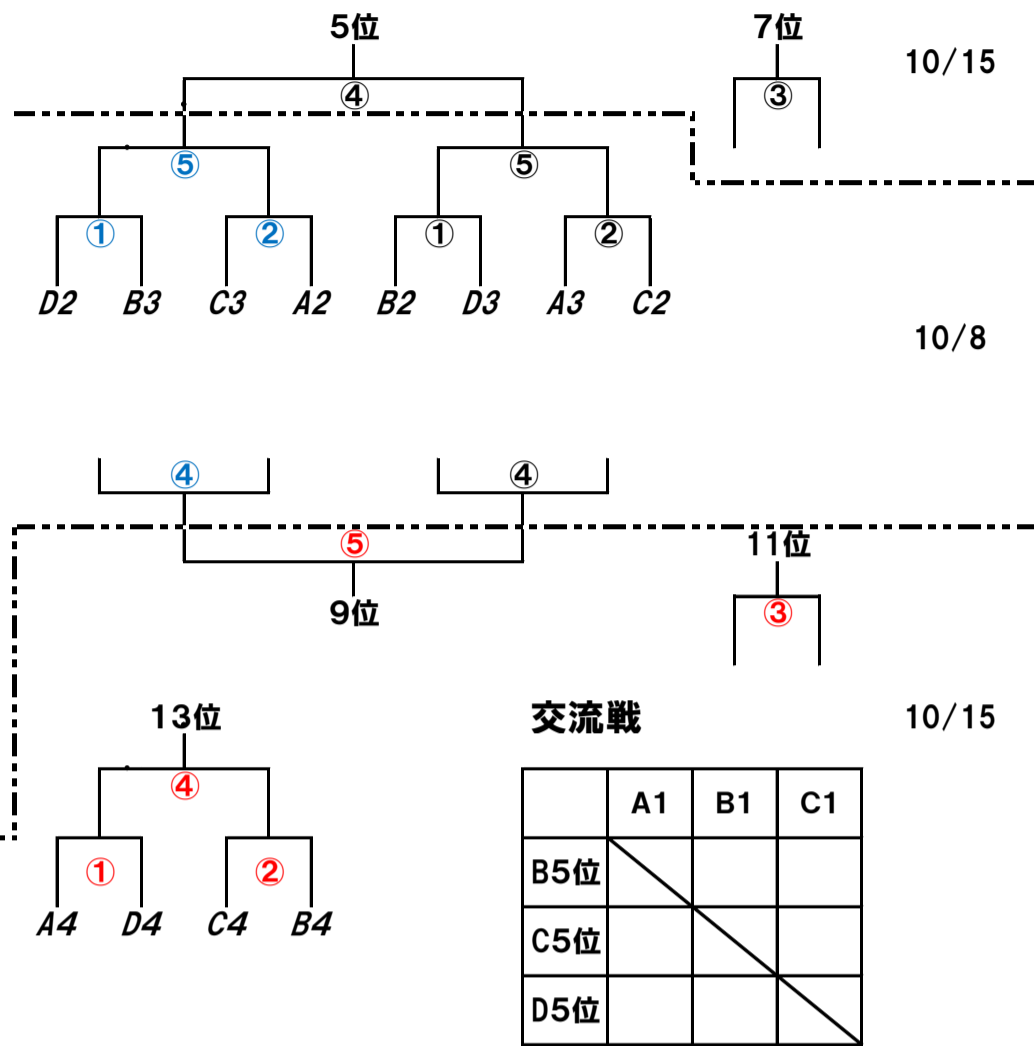 5位 7位
10/15
④ ③
⑤ ⑤
① ② ① ②
D2 B3 C3 A2 B2 D3 A3 C2
10/8
④ ④
⑤ 11位
9位 ③
13位 交流戦 10/15
④
A1 B1 C1
① ② B5位
A4 D4 C4 B4
C5位
D5位